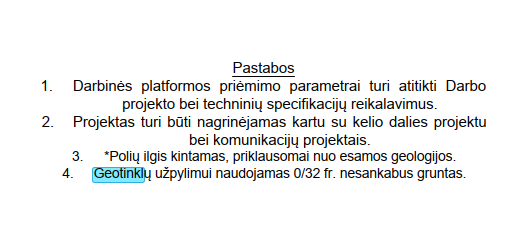 Pastabos
1. Darbinės platformos priėmimo parametrai turi atitikti Darbo
projekto bei techninių specifikacijų reikalavimus.
2. Projektas turi būti nagrinėjamas kartu su kelio dalies projektu
bei komunikacijų projektais.
3. *Polių ilgis kintamas, priklausomai nuo esamos geologijos.
4. Geotinklų užpylimui naudojamas 0/32 fr. nesankabus gruntas.